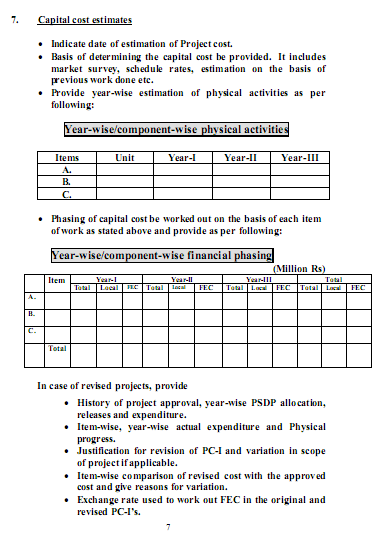 7. Capital cost estimates
• Indicate date of estimation of Project cost.
• Basis of determining the capital cost be provided. It includes
market survey, schedule rates, estimation on the basis of
previous work done etc.
• Provide year-wise estimation of physical activities as per
following:
Year-wise/component-wise physical activities
Items Unit Year-I Year-II Year-III
A.
B.
C.
• Phasing of capital cost be worked out on the basis of each item
of work as stated above and provide as per following:
Year-wise/component-wise financial phasing
(Million Rs)
Item Year-I Year-II Year-III Total
Total Local FEC Total Local FEC Total Local FEC Total Local FEC
A.
B.
C.
Total
In case of revised projects, provide
• History of project approval, year-wise PSDP allocation,
releases and expenditure.
• Item-wise, year-wise actual expenditure and Physical
progress.
• Justification for revision of PC-I and variation in scope
of project if applicable.
• Item-wise comparison of revised cost with the approved
cost and give reasons for variation.
• Exchange rate used to work out FEC in the original and
revised PC-I's.
7